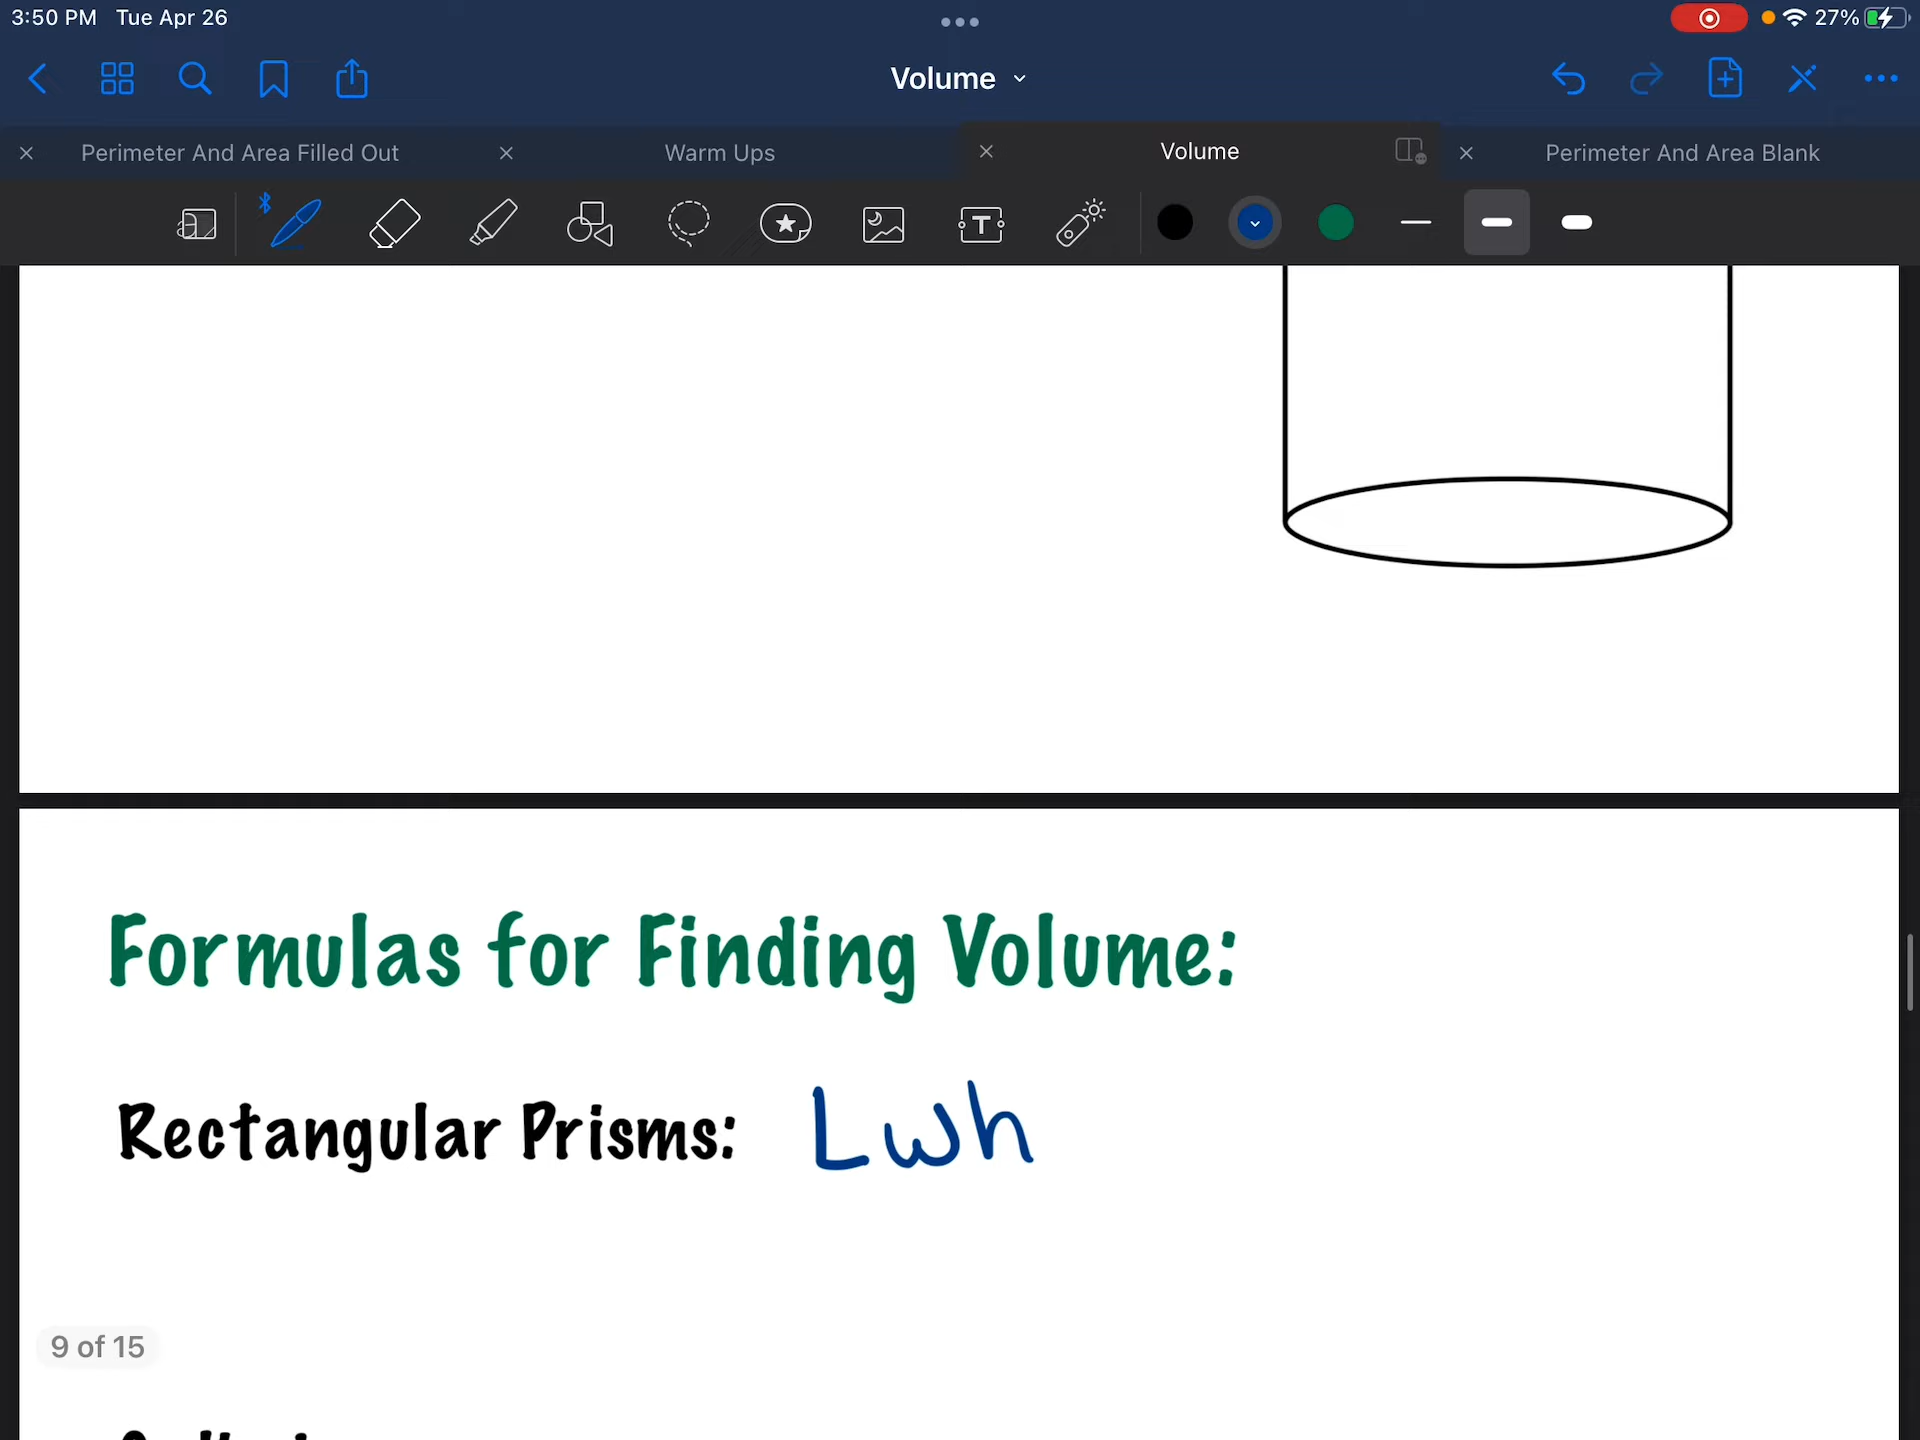 3:50 PM Tue Apr 26
27%
Volume
Perimeter And Area Filled Out
Warm Ups
Volume
Perimeter And Area Blank
T
Formulas for Finding Volume:
Rectangular Prisms: Lwh
9 of 15